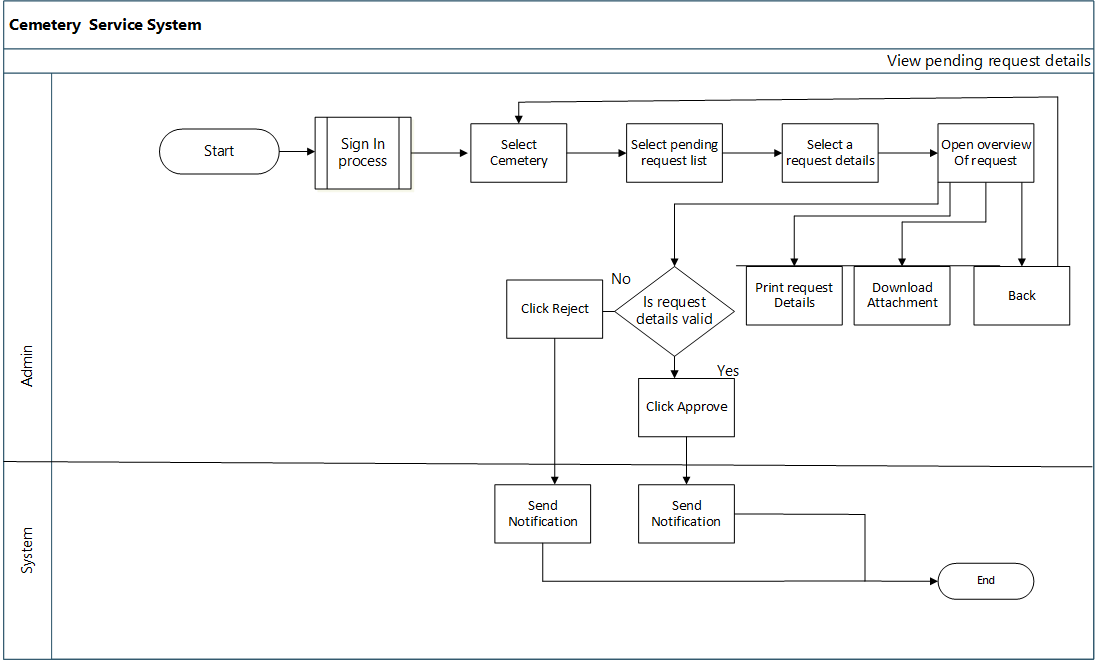 Cemetery Service System
View pending request details
Admin
Start
Sign In
process
Select
Cemetery
Select pending
request list
Select a
request details
Open overview
Of request
No
Click Reject
Is request
details valid
Print request
Details
Download
Attachment
Back
Yes
Click Approve
System
Send
Notification
Send
Notification
End